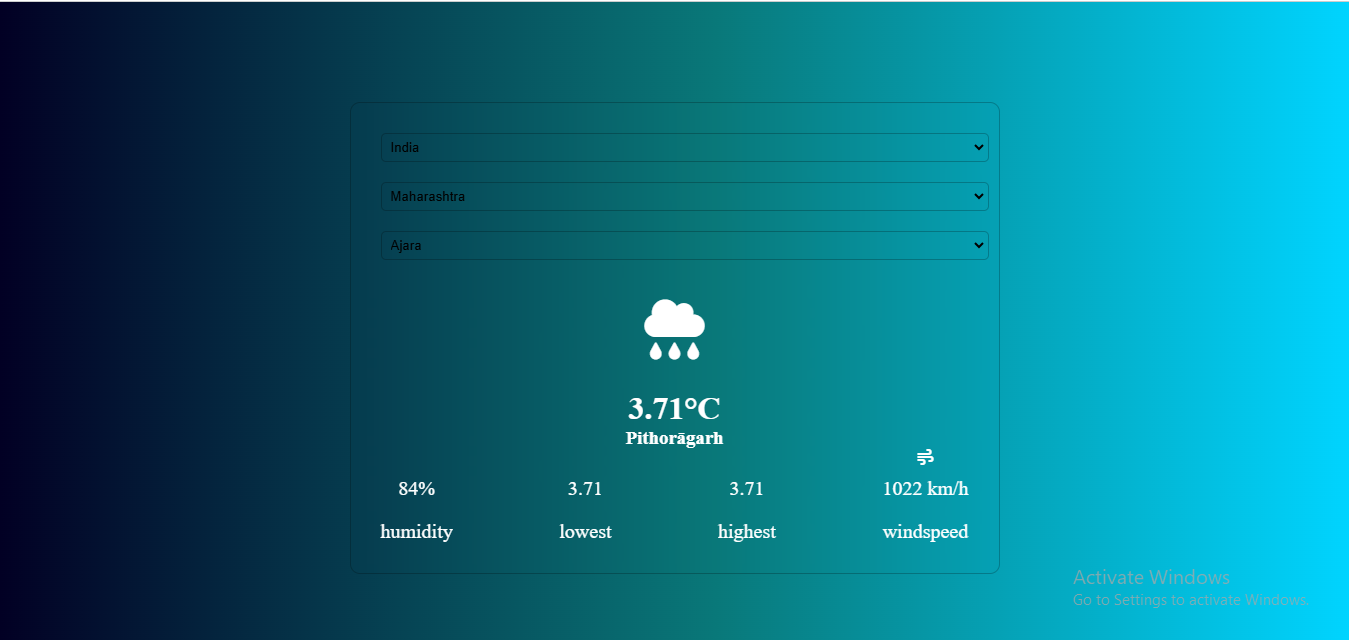 India
Maharashtra
Ajara
3.71°C
Pithorāgarh
84% 3.71 3.71 1022 km/h
humidity lowest highest windspeed
Activate Windows
Go to Settings to activate Windows.